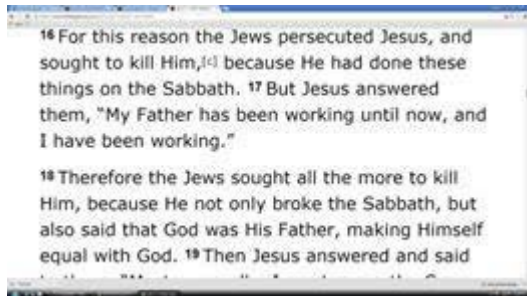 16 For this reason the Jews persecuted Jesus, and
sought to kill Him,[c] because He had done these
things on the Sabbath. 17 But Jesus answered
them, “My Father has been working until now, and
I have been working.”
18 Therefore the Jews sought all the more to kill
Him, because He not only broke the Sabbath, but
also said that God was His Father, making Himself
equal with God. 19 Then Jesus answered and said